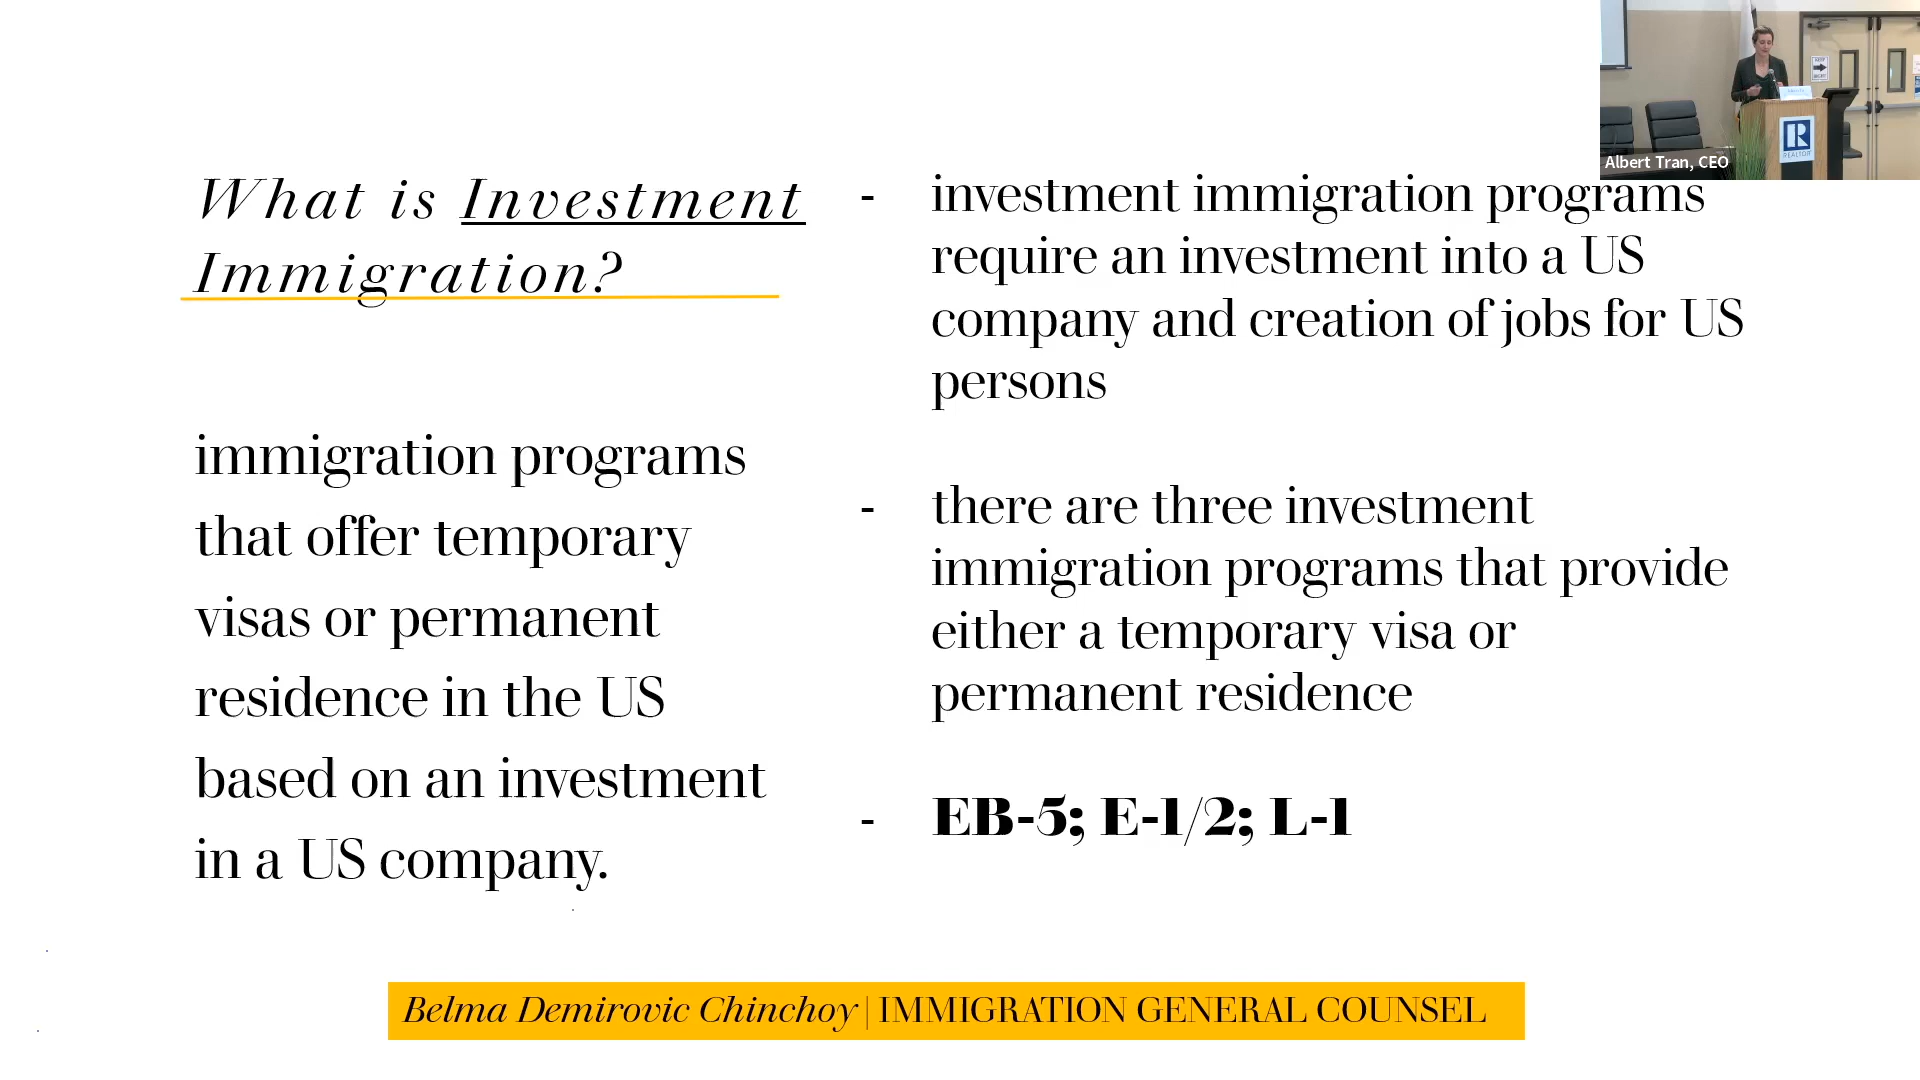 What is Investment
Immigration?
immigration programs
that offer temporary
visas or permanent
residence in the US
based on an investment
in a US company.
- investment immigration programs
require an investment into a US
company and creation of jobs for US
persons
- there are three investment
immigration programs that provide
either a temporary visa or
permanent residence
- EB-5; E-1/2; L-1
Belma Demirovic Chinchoy | IMMIGRATION GENERAL COUNSEL
Albert Tran, CEO
R
REALTOR